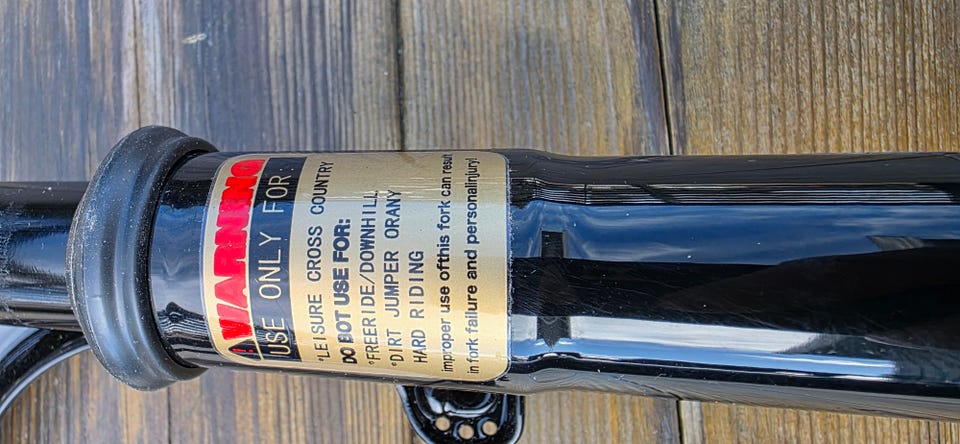 WARNING
USE ONLY FOR:
*LEISURE CROSS COUNTRY
DO BOT USE FOR:
*FREERIDE/DOWNHILL
*DIRT JUMPER ORANY
HARD RIDING
improper use ofthis fork can result
in fork failure and personalinjury!